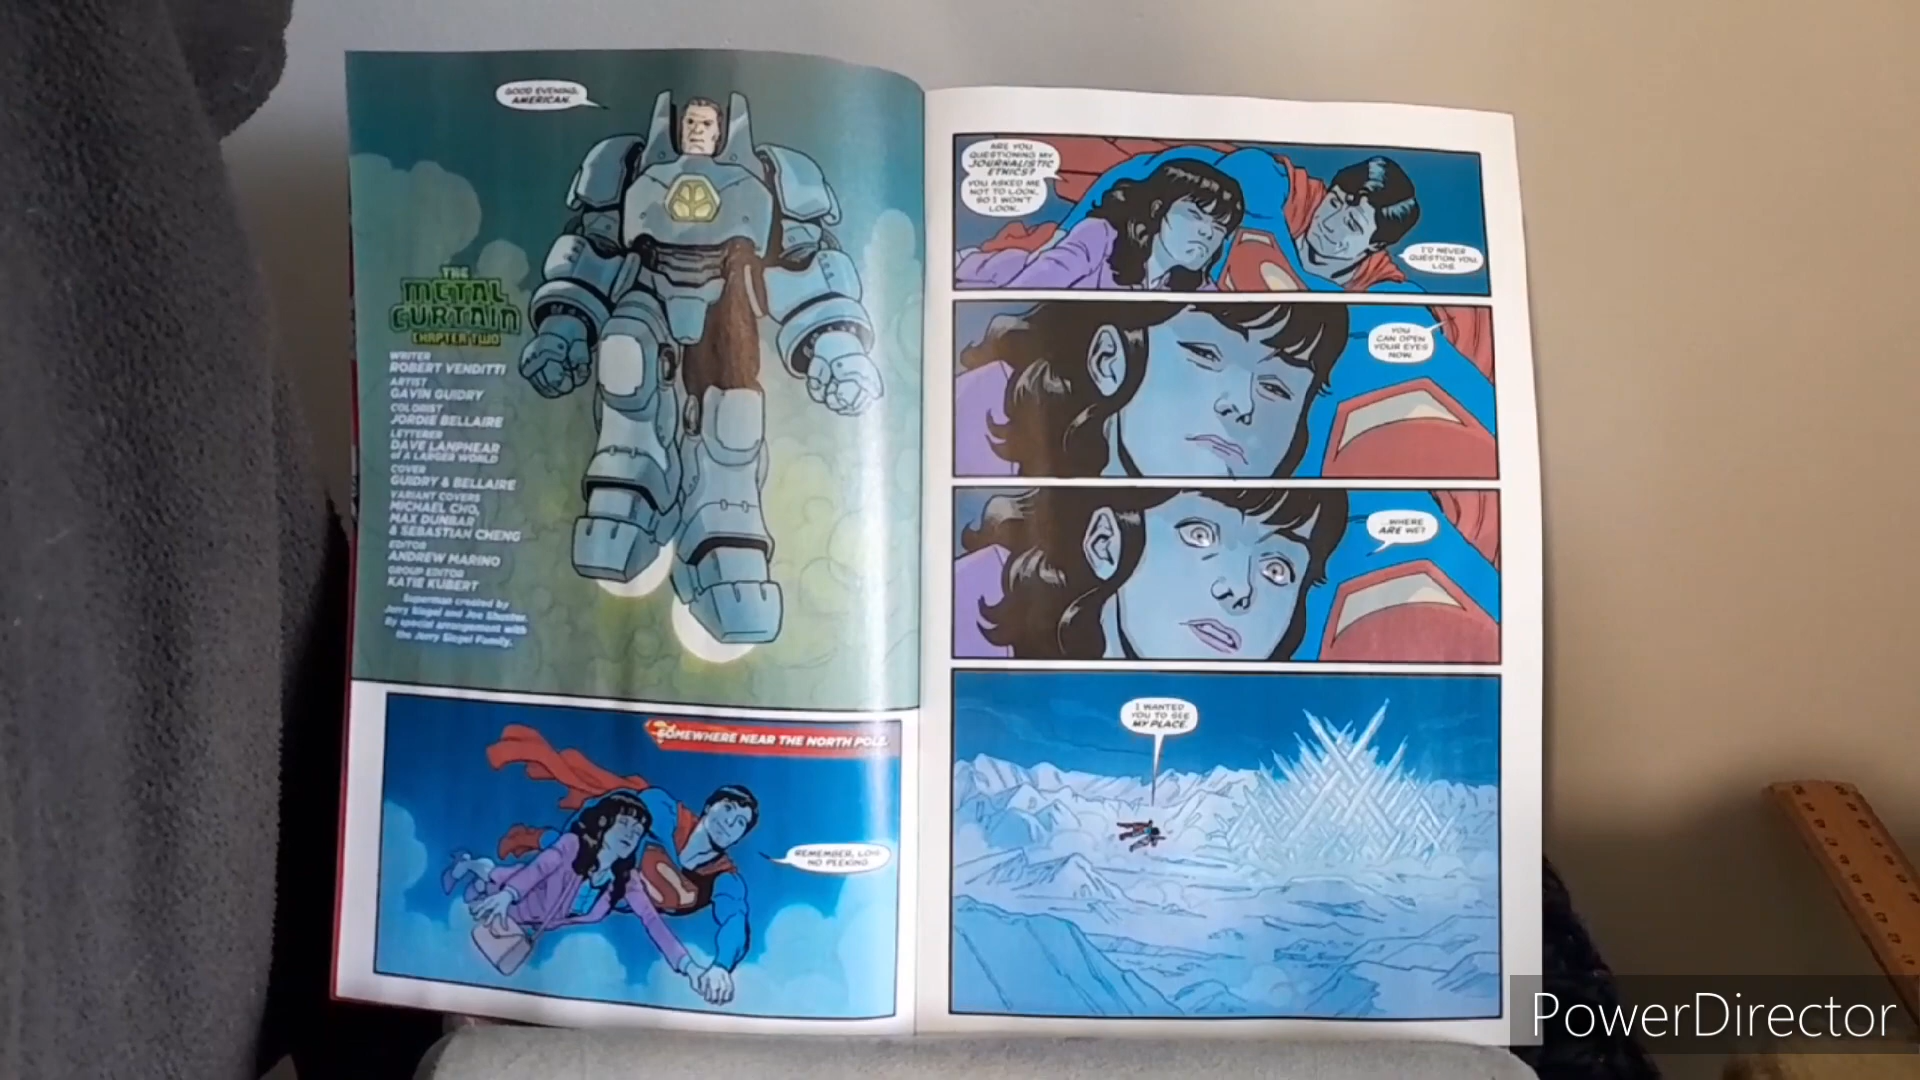 GOOD EVENING,
AMERICAN.
THE
METAL
CURTAIN
CHAPTER TWO
WRITER
ROBERT VENDITTI
ARTIST
GAVIN GUIDRY
COLORIST
JORDIE BELLAIRE
LETTERER
DAVE LANPHEAR
of A LARGER WORLD
COVER
GUIDRY & BELLAIRE
VARIANT COVERS
MICHAEL CHO,
MAX DUNBAR
& SEBASTIAN CHENG
EDITOR
ANDREW MARINO
GROUP EDITOR
KATIE KUBERT
Superman created by
Jerry Siegel and Joe Shuster.
By special arrangement with
the Jerry Siegel Family.
SOMEWHERE NEAR THE NORTH POLE.
REMEMBER, LOIS.
NO PEEKING.
ARE YOU
QUESTIONING MY
JOURNALISTIC
ETHICS?
YOU ASKED ME
NOT TO LOOK,
SO I WON'T
LOOK.
I'D NEVER
QUESTION YOU,
LOIS.
YOU
CAN OPEN
YOUR EYES
NOW.
...WHERE
ARE WE?
I WANTED
YOU TO SEE
MY PLACE.
PowerDirector